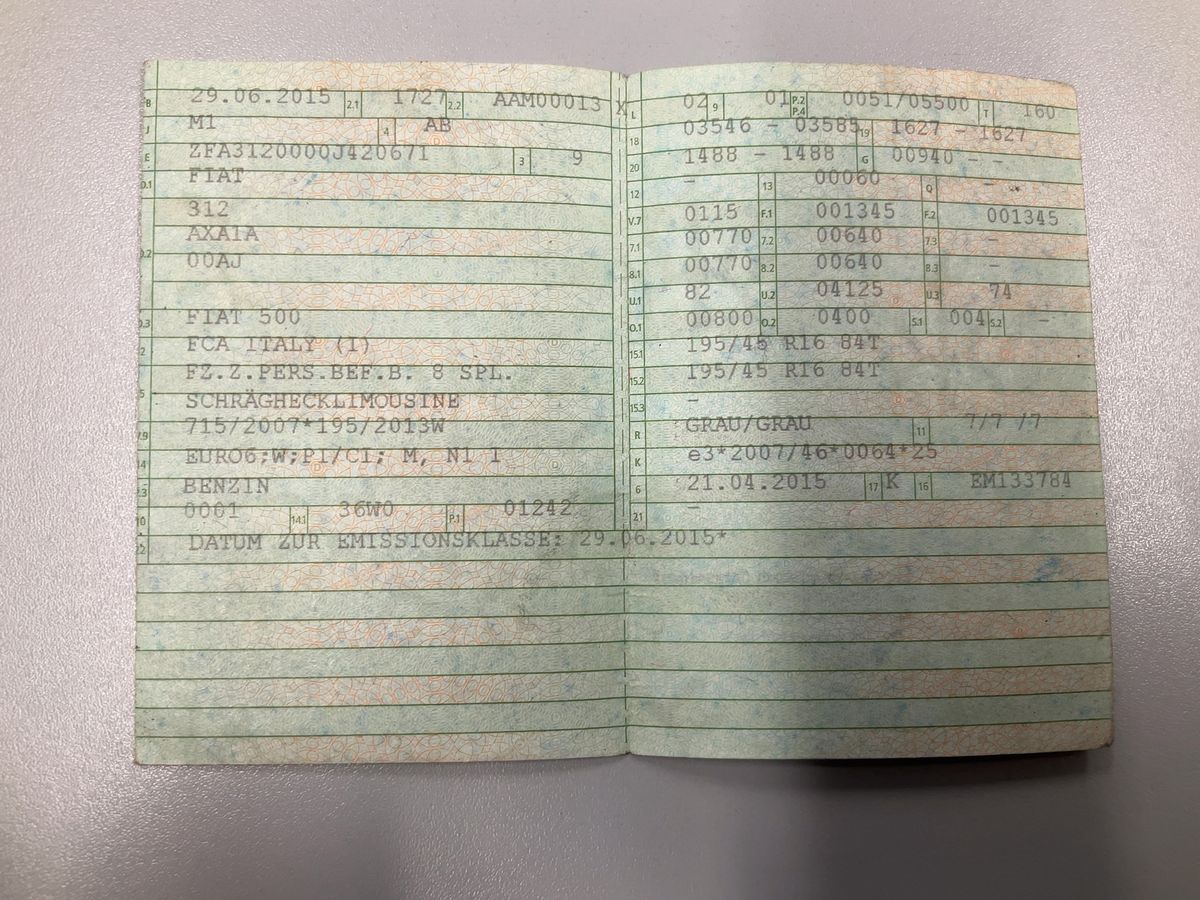 B 29.06.2015 2.1 1727 2.2 AAM00013 X
J M1 4 AB
E ZFA3120000J420671 3 9
D.1 FIAT
312
AXA1A
D.2 00AJ
D.3 FIAT 500
2 FCA ITALY (I)
FZ.Z.PERS.BEF.B. 8 SPL.
5 SCHRÄGHECKLIMOUSINE
V.9 715/2007*195/2013W
14 EURO6;W;PI/CI; M, N1 I
P.3 BENZIN
10 0001 14.1 36W0 P.1 01242
22 DATUM ZUR EMISSIONSKLASSE: 29.06.2015*
L 02 9 01 P.2 P.4 0051/05500 T 160
18 03546 - 03585 19 1627 - 1627
20 1488 - 1488 G 00940 - -
12 - 13 00060 Q -
V.7 0115 F.1 001345 F.2 001345
7.1 00770 7.2 00640 7.3 -
8.1 00770 8.2 00640 8.3 -
U.1 82 U.2 04125 U.3 74
O.1 00800 O.2 0400 S.1 004 S.2 -
15.1 195/45 R16 84T
15.2 195/45 R16 84T
15.3 -
R GRAU/GRAU 11 7/7 /7
K e3*2007/46*0064*25
6 21.04.2015 17 K 16 EM133784
21 -